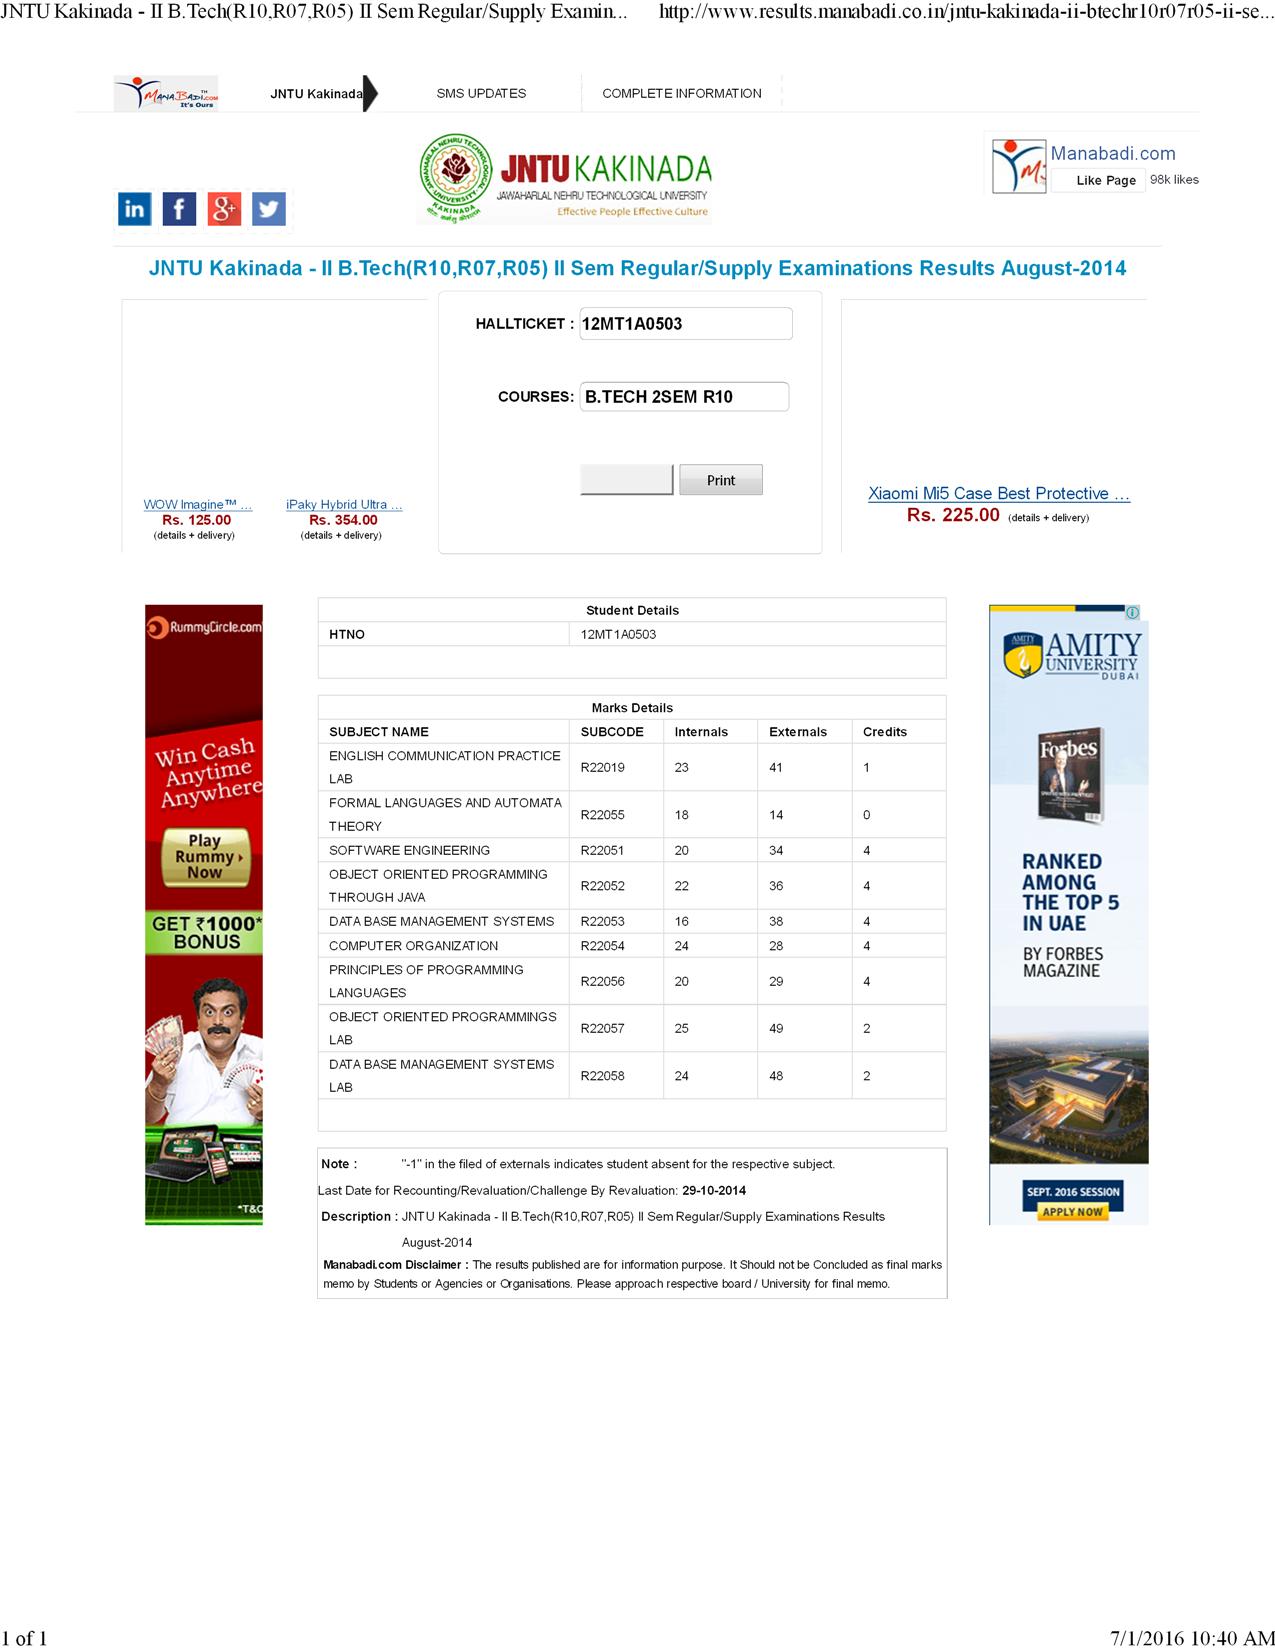 JNTU Kakinada - II B.Tech(R10,R07,R05) II Sem Regular/Supply Examin... http://www.results.manabadi.co.in/jntu-kakinada-ii-btechr10r07r05-ii-se...
MANABADI.COM TM
It's Ours
JNTU Kakinada SMS UPDATES COMPLETE INFORMATION
JAWAHARLAL NEHRU TECHNOLOGICAL UNIVERSITY
KAKINADA
JNTU KAKINADA
JAWAHARLAL NEHRU TECHNOLOGICAL UNIVERSITY
Effective People Effective Culture
Manabadi.com
Like Page 98k likes
in f g+
JNTU Kakinada - II B.Tech(R10,R07,R05) II Sem Regular/Supply Examinations Results August-2014
HALLTICKET : 12MT1A0503
COURSES: B.TECH 2SEM R10
Print
WOW Imagine™ ... iPaky Hybrid Ultra ...
Rs. 125.00 Rs. 354.00
(details + delivery) (details + delivery)
Xiaomi Mi5 Case Best Protective ...
Rs. 225.00 (details + delivery)
RummyCircle.com
Win Cash
Anytime
Anywhere
Play
Rummy
Now
GET ₹1000*
BONUS
*T&C
Student Details
HTNO 12MT1A0503
Marks Details
SUBJECT NAME SUBCODE Internals Externals Credits
ENGLISH COMMUNICATION PRACTICE
LAB R22019 23 41 1
FORMAL LANGUAGES AND AUTOMATA
THEORY R22055 18 14 0
SOFTWARE ENGINEERING R22051 20 34 4
OBJECT ORIENTED PROGRAMMING
THROUGH JAVA R22052 22 36 4
DATA BASE MANAGEMENT SYSTEMS R22053 16 38 4
COMPUTER ORGANIZATION R22054 24 28 4
PRINCIPLES OF PROGRAMMING
LANGUAGES R22056 20 29 4
OBJECT ORIENTED PROGRAMMINGS
LAB R22057 25 49 2
DATA BASE MANAGEMENT SYSTEMS
LAB R22058 24 48 2
Note : "-1" in the filed of externals indicates student absent for the respective subject.
Last Date for Recounting/Revaluation/Challenge By Revaluation: 29-10-2014
Description : JNTU Kakinada - II B.Tech(R10,R07,R05) II Sem Regular/Supply Examinations Results
August-2014
Manabadi.com Disclaimer : The results published are for information purpose. It Should not be Concluded as final marks
memo by Students or Agencies or Organisations. Please approach respective board / University for final memo.
AMITY
AMITY
UNIVERSITY
DUBAI
Forbes
RANKED
AMONG
THE TOP 5
IN UAE
BY FORBES
MAGAZINE
SEPT. 2016 SESSION
APPLY NOW
1 of 1 7/1/2016 10:40 AM